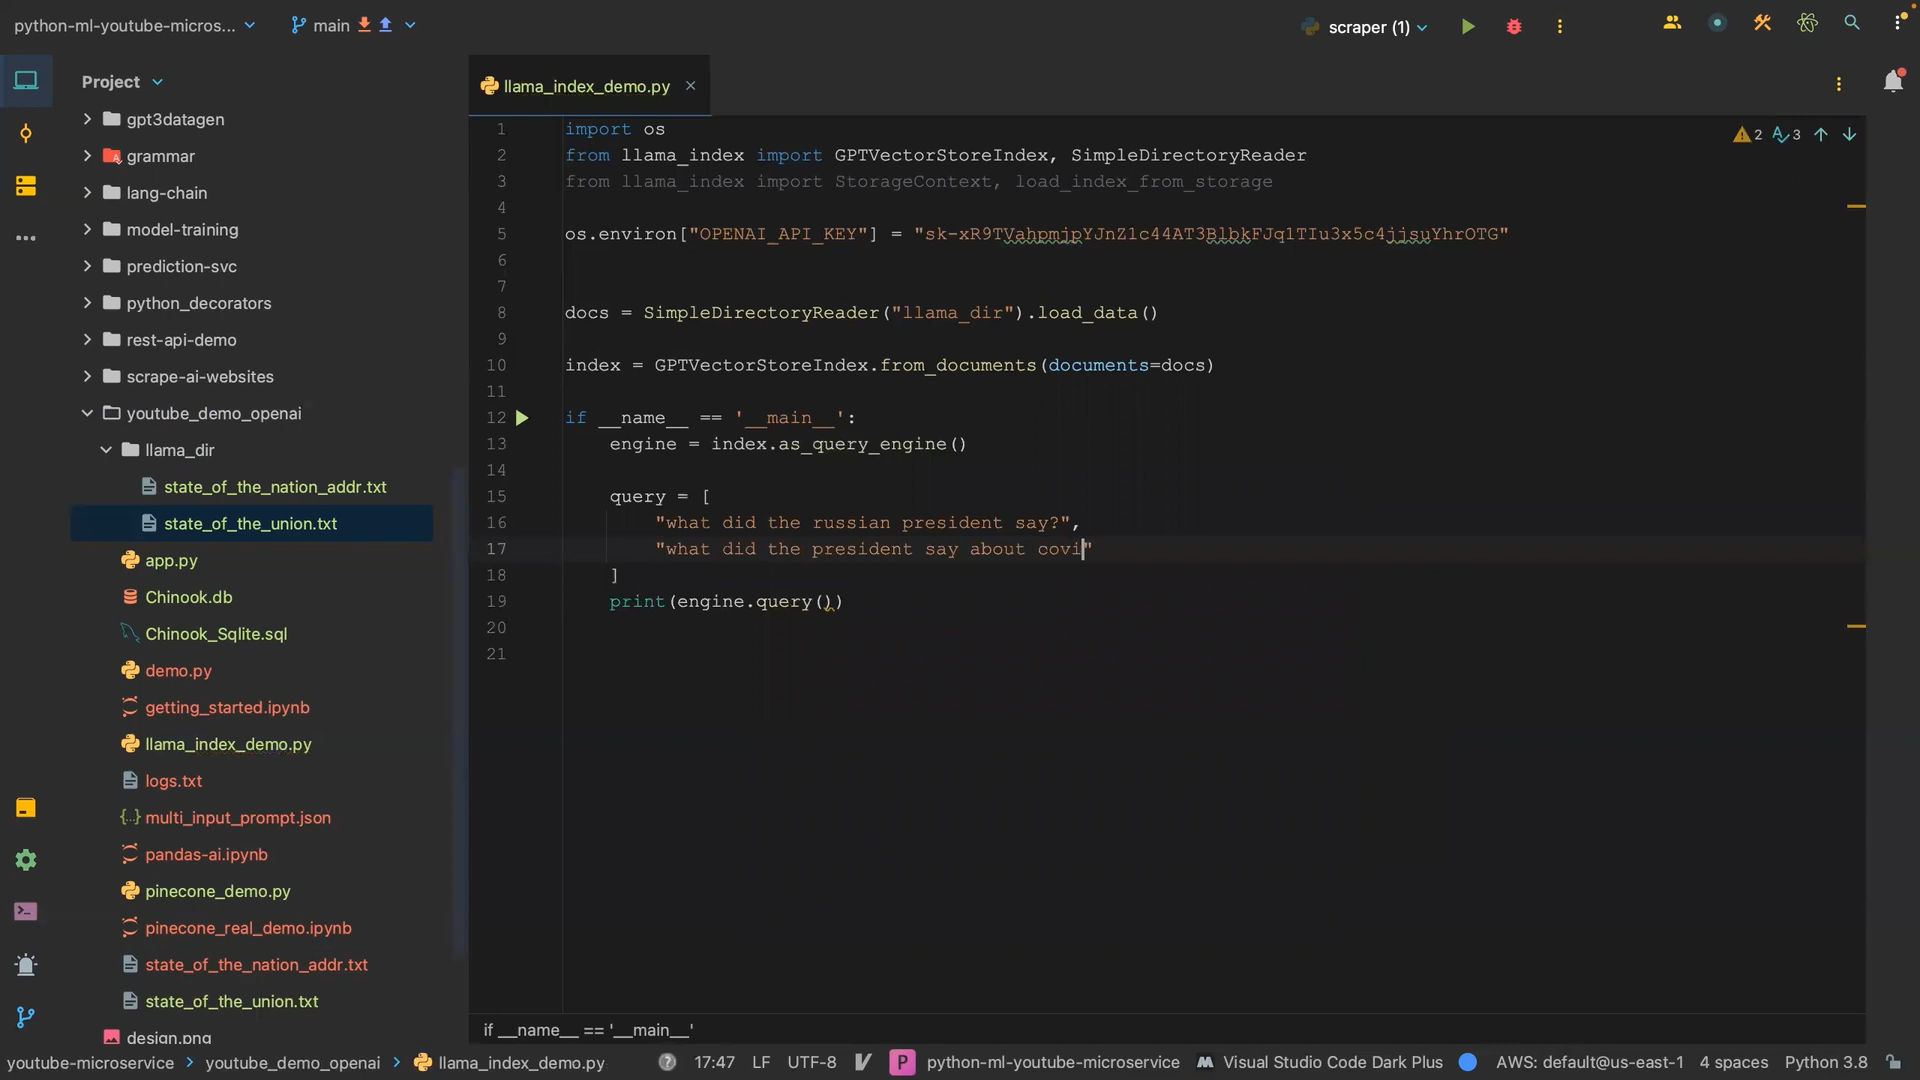 python-ml-youtube-micros...
main
scraper (1)
Project
gpt3datagen
grammar
lang-chain
model-training
prediction-svc
python_decorators
rest-api-demo
scrape-ai-websites
youtube_demo_openai
llama_dir
state_of_the_nation_addr.txt
state_of_the_union.txt
app.py
Chinook.db
Chinook_Sqlite.sql
demo.py
getting_started.ipynb
llama_index_demo.py
logs.txt
multi_input_prompt.json
pandas-ai.ipynb
pinecone_demo.py
pinecone_real_demo.ipynb
state_of_the_nation_addr.txt
state_of_the_union.txt
design.png
llama_index_demo.py
2 3
1 import os
2 from llama_index import GPTVectorStoreIndex, SimpleDirectoryReader
3 from llama_index import StorageContext, load_index_from_storage
4
5 os.environ["OPENAI_API_KEY"] =
6
7
8 docs = SimpleDirectoryReader("llama_dir").load_data()
9
10 index = GPTVectorStoreIndex.from_documents(documents=docs)
11
12 if __name__ == '__main__':
13 engine = index.as_query_engine()
14
15 query = [
16 "what did the russian president say?",
17 "what did the president say about covi"
18 ]
19 print(engine.query())
20
21
if __name__ == '__main__'
youtube-microservice > youtube_demo_openai > llama_index_demo.py
17:47 LF UTF-8 P python-ml-youtube-microservice Visual Studio Code Dark Plus AWS: default@us-east-1 4 spaces Python 3.8